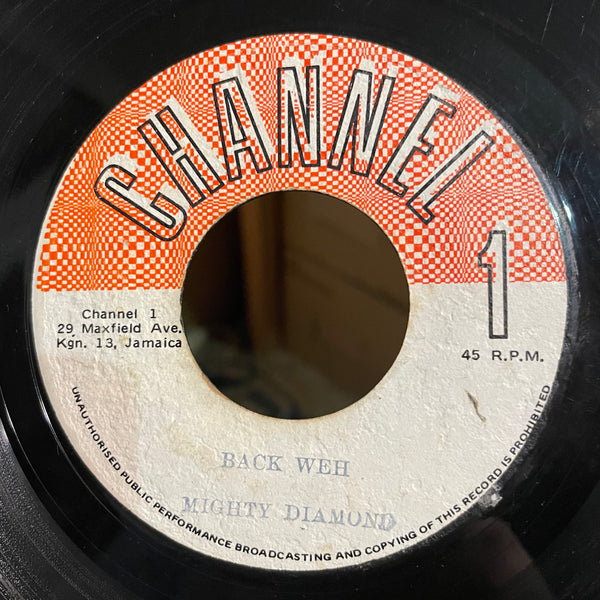 CHANNEL
1
Channel 1
29 Maxfield Ave.
Kgn. 13, Jamaica
45 R.P.M.
BACK WEH
MIGHTY DIAMOND
UNAUTHORISED PUBLIC PERFORMANCE BROADCASTING AND COPYING OF THIS RECORD IS PROHIBITED